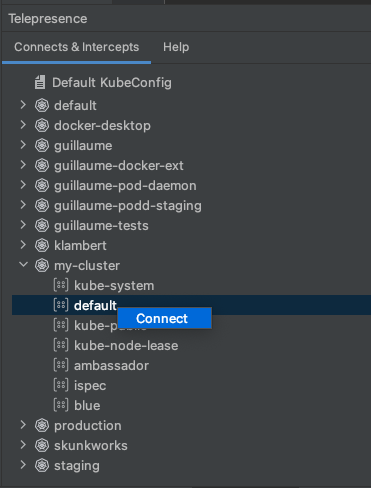 Telepresence
Connects & Intercepts Help
Default KubeConfig
default
docker-desktop
guillaume
guillaume-docker-ext
guillaume-pod-daemon
guillaume-podd-staging
guillaume-tests
klambert
my-cluster
kube-system
default
Connect
kube-public
kube-node-lease
ambassador
ispec
blue
production
skunkworks
staging